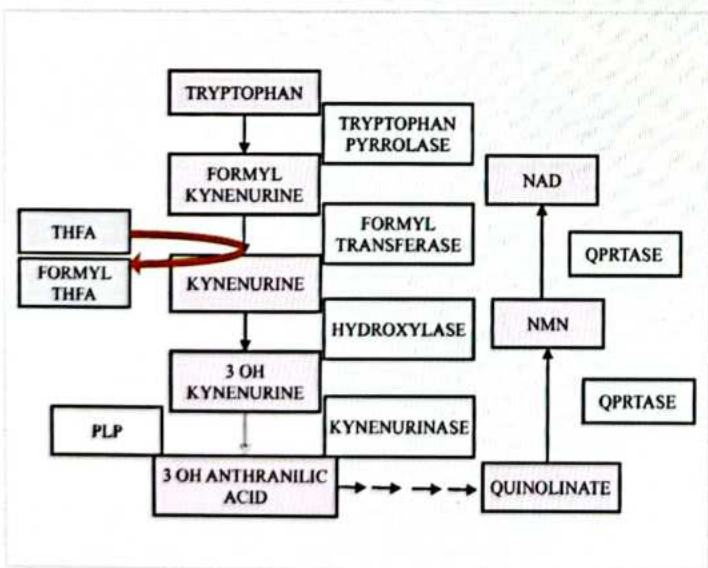 TRYPTOPHAN
TRYPTOPHAN
PYRROLASE
FORMYL
KYNENURINE
THFA
FORMYL
TRANSFERASE
FORMYL
THFA
KYNENURINE
HYDROXYLASE
3 OH
KYNENURINE
PLP
KYNENURINASE
3 OH ANTHRANILIC
ACID
QUINOLINATE
QPRTASE
NMN
QPRTASE
NAD